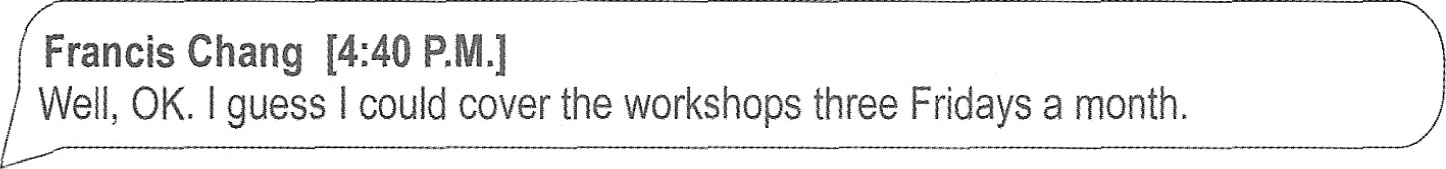 Francis Chang [4:40 P.M.]
Well, OK. I guess I could cover the workshops three Fridays a month.